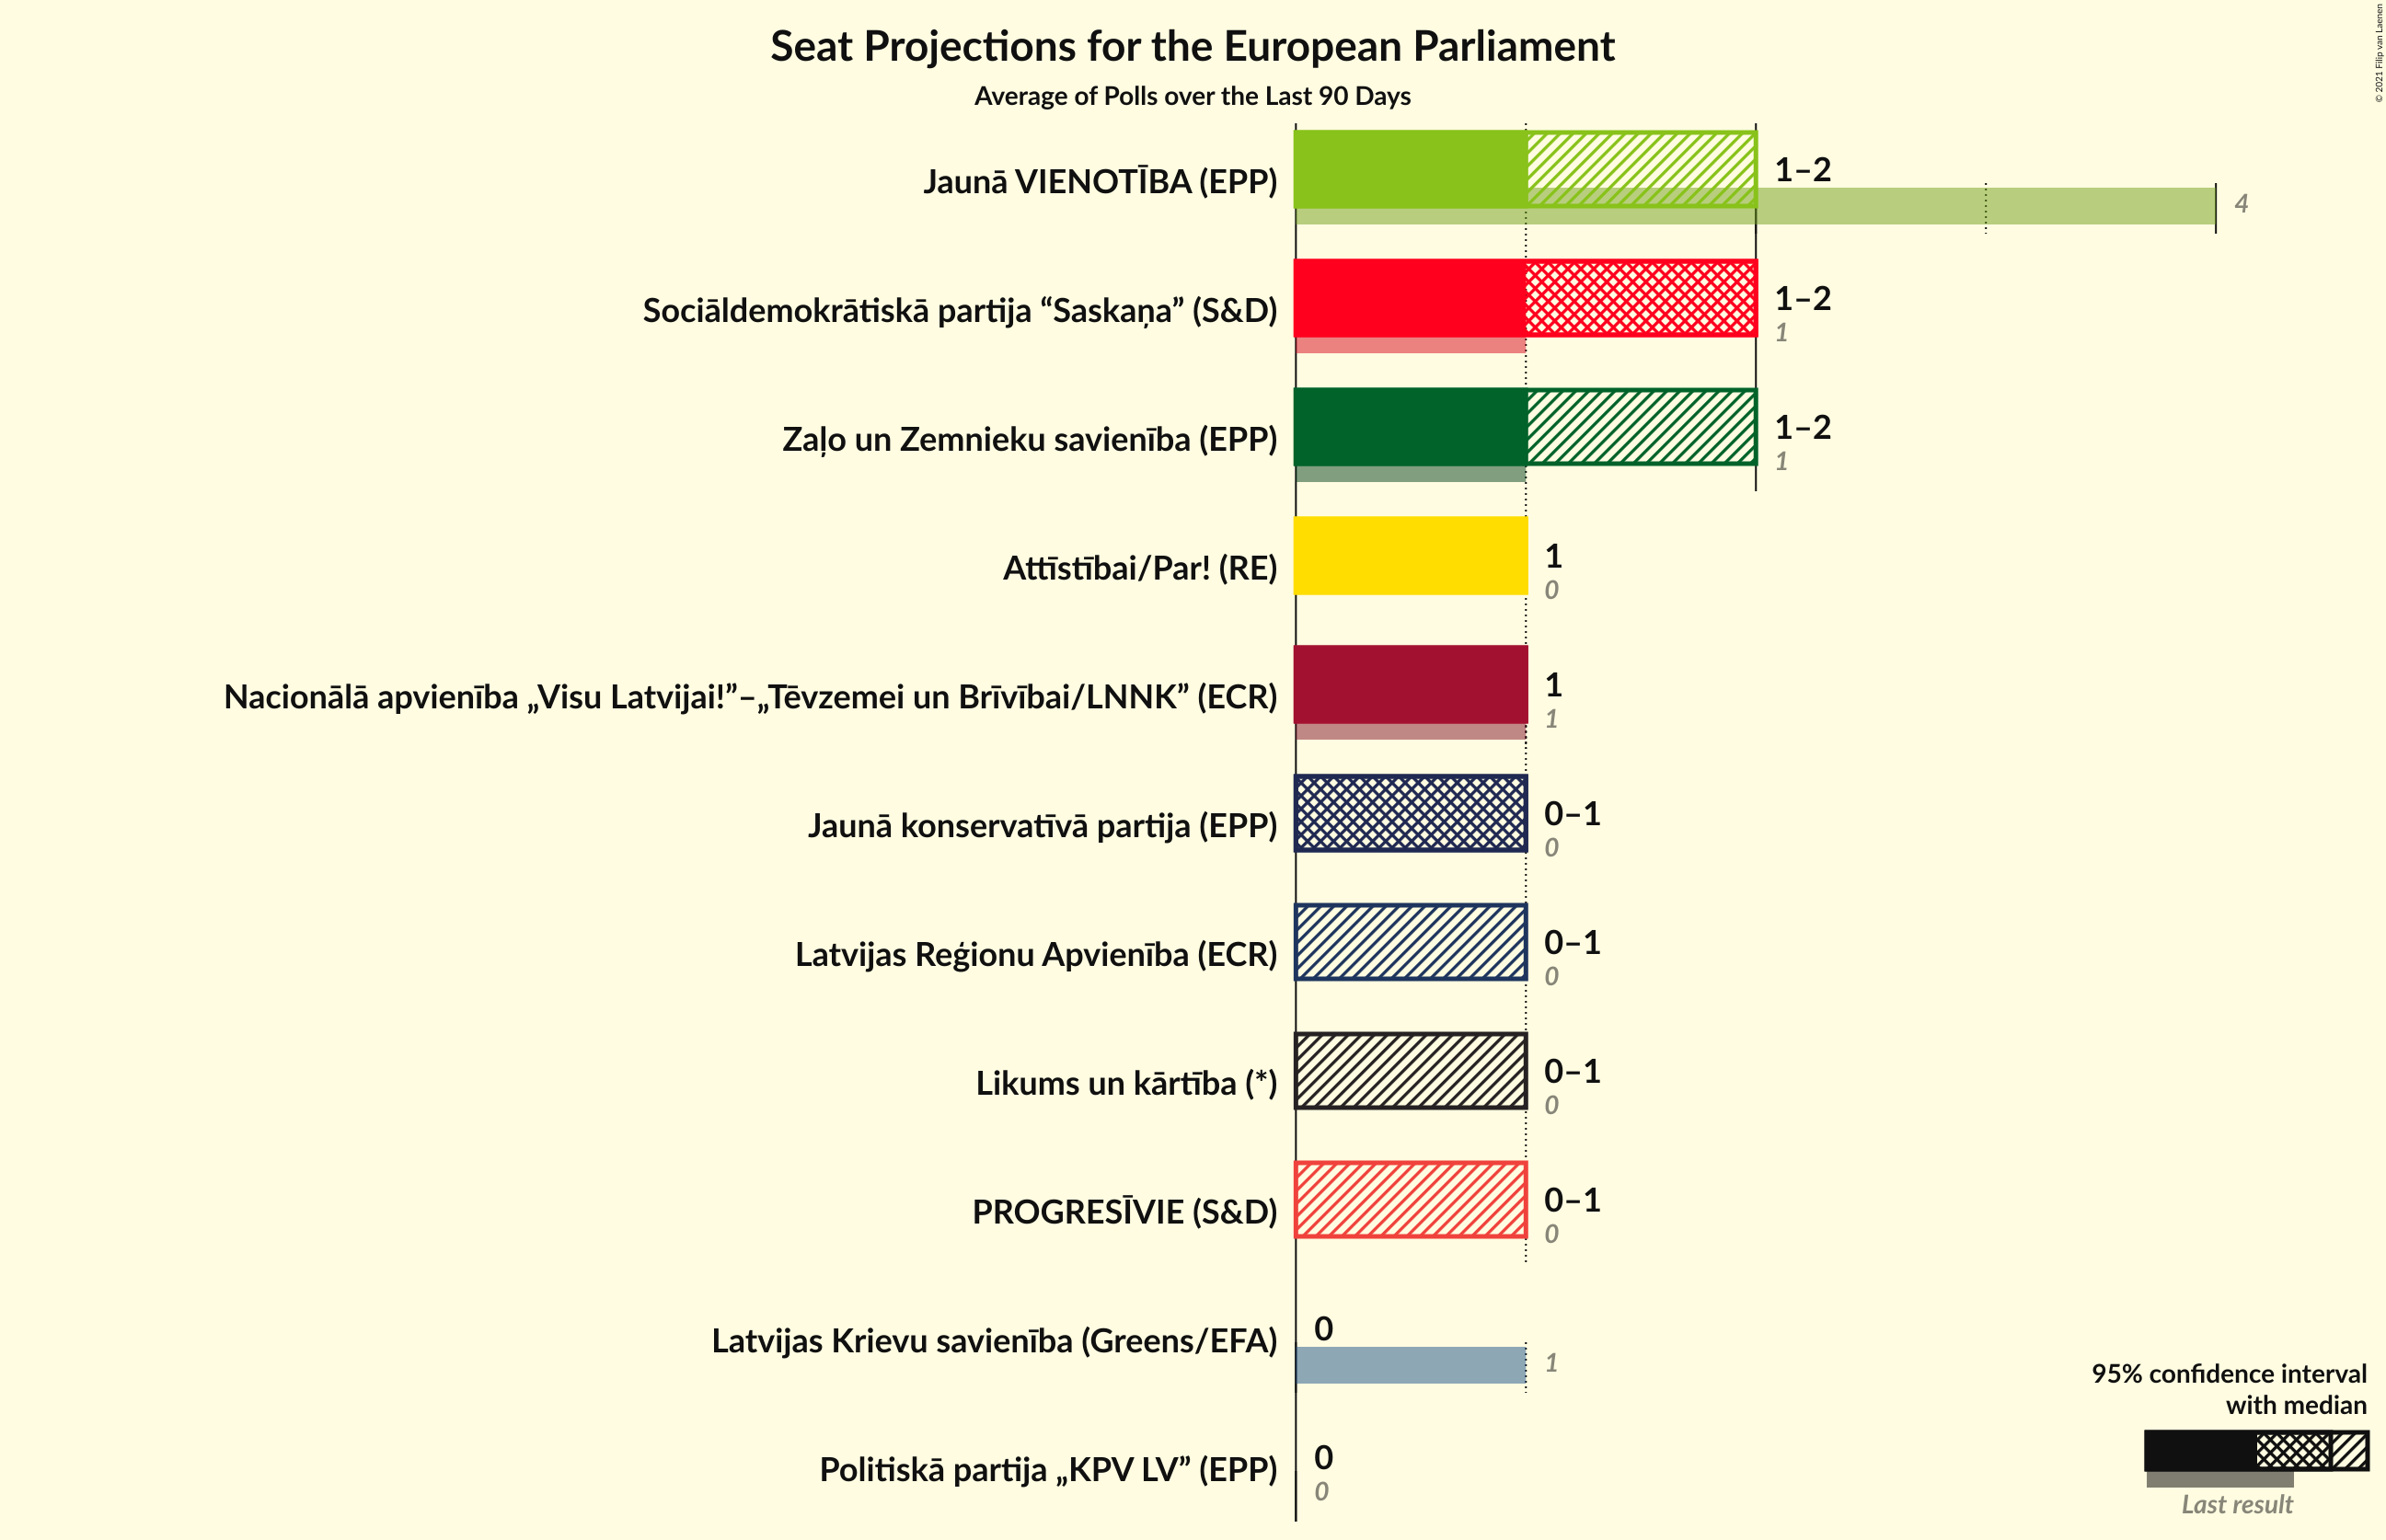 Seat Projections for the European Parliament
Average of Polls over the Last 90 Days
© 2021 Filip van Laenen
Jaunā VIENOTĪBA (EPP)
1–2
4
Sociāldemokrātiskā partija “Saskaņa” (S&D)
1–2
1
Zaļo un Zemnieku savienība (EPP)
1–2
1
Attīstībai/Par! (RE)
1
0
Nacionālā apvienība „Visu Latvijai!”–„Tēvzemei un Brīvībai/LNNK” (ECR)
1
1
Jaunā konservatīvā partija (EPP)
0–1
0
Latvijas Reģionu Apvienība (ECR)
0–1
0
Likums un kārtība (*)
0–1
0
PROGRESĪVIE (S&D)
0–1
0
Latvijas Krievu savienība (Greens/EFA)
0
1
Politiskā partija „KPV LV” (EPP)
0
0
95% confidence interval
with median
Last result